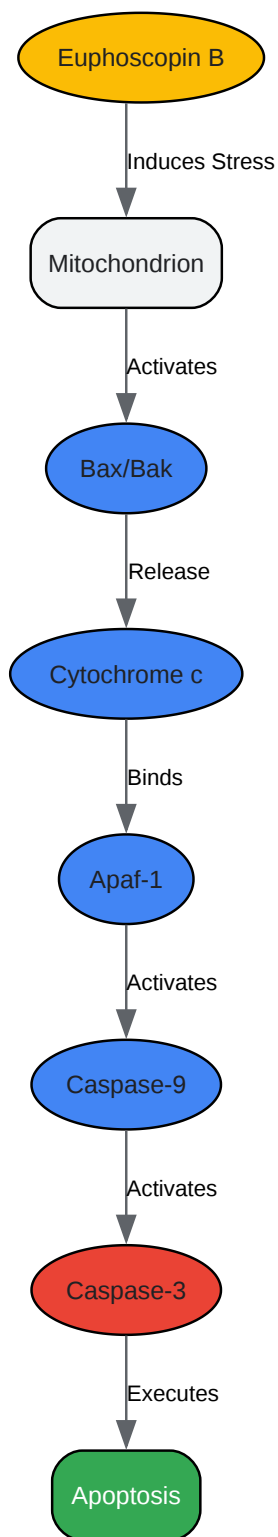 Euphoscopin B
Induces Stress
Mitochondrion
Activates
Bax/Bak
Release
Cytochrome c
Binds
Apaf-1
Activates
Caspase-9
Activates
Caspase-3
Executes
Apoptosis